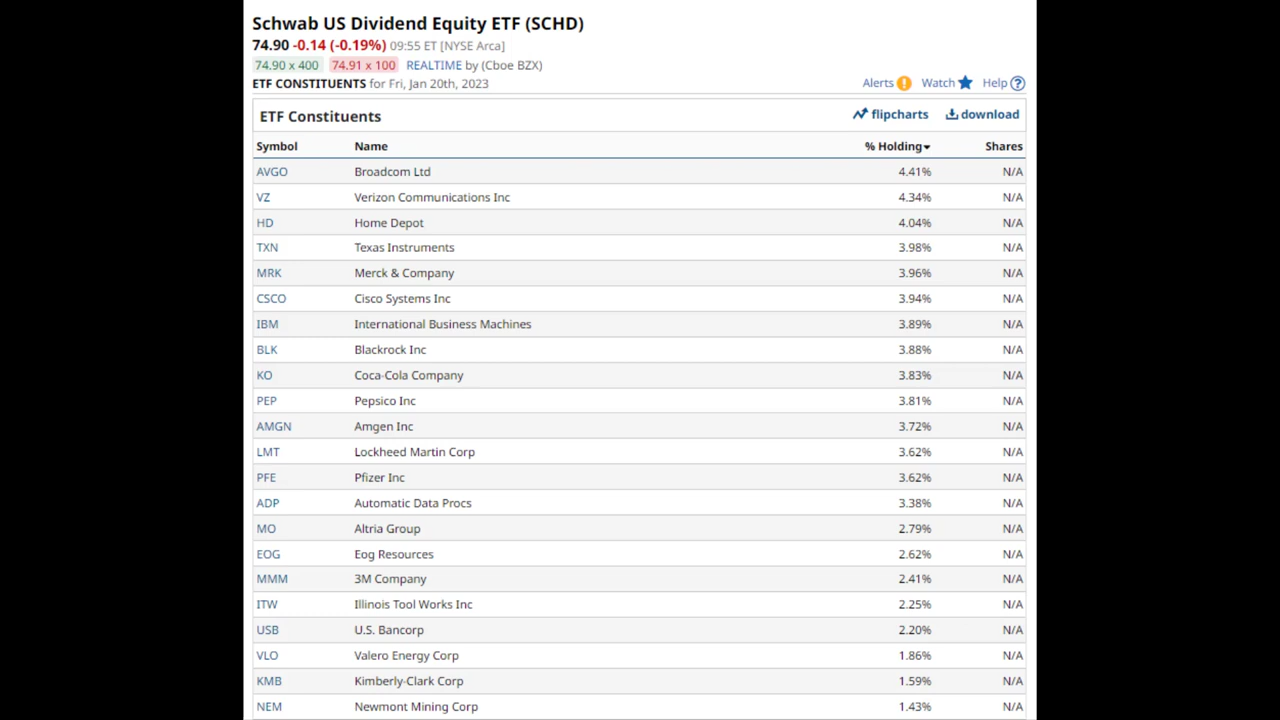 Schwab US Dividend Equity ETF (SCHD)
74.90 -0.14 (-0.19%) 09:55 ET [NYSE Arca]
74.90 x 400 74.91 x 100 REALTIME by (Cboe BZX)
ETF CONSTITUENTS for Fri, Jan 20th, 2023 Alerts Watch Help
ETF Constituents flipcharts download
Symbol Name % Holding Shares
AVGO Broadcom Ltd 4.41% N/A
VZ Verizon Communications Inc 4.34% N/A
HD Home Depot 4.04% N/A
TXN Texas Instruments 3.98% N/A
MRK Merck & Company 3.96% N/A
CSCO Cisco Systems Inc 3.94% N/A
IBM International Business Machines 3.89% N/A
BLK Blackrock Inc 3.88% N/A
KO Coca-Cola Company 3.83% N/A
PEP Pepsico Inc 3.81% N/A
AMGN Amgen Inc 3.72% N/A
LMT Lockheed Martin Corp 3.62% N/A
PFE Pfizer Inc 3.62% N/A
ADP Automatic Data Procs 3.38% N/A
MO Altria Group 2.79% N/A
EOG Eog Resources 2.62% N/A
MMM 3M Company 2.41% N/A
ITW Illinois Tool Works Inc 2.25% N/A
USB U.S. Bancorp 2.20% N/A
VLO Valero Energy Corp 1.86% N/A
KMB Kimberly-Clark Corp 1.59% N/A
NEM Newmont Mining Corp 1.43% N/A